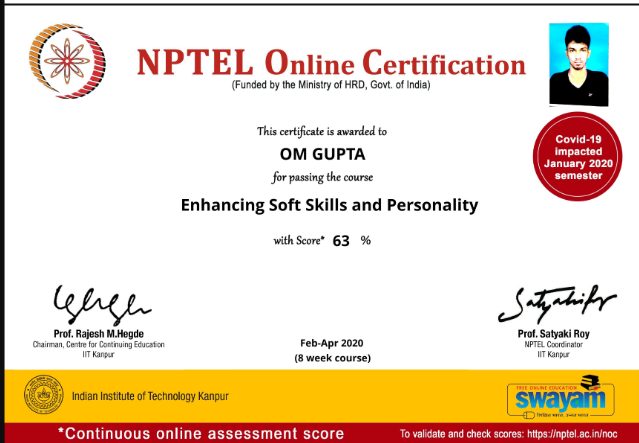 NPTEL Online Certification
(Funded by the Ministry of HRD, Govt. of India)
This certificate is awarded to
OM GUPTA
for passing the course
Enhancing Soft Skills and Personality
with Score* 63 %
Covid-19
impacted
January 2020
semester
Prof. Rajesh M.Hegde
Chairman, Centre for Continuing Education
IIT Kanpur
Feb-Apr 2020
(8 week course)
Prof. Satyaki Roy
NPTEL Coordinator
IIT Kanpur
Indian Institute of Technology Kanpur
FREE ONLINE EDUCATION
swayam
*Continuous online assessment score
To validate and check scores: https://nptel.ac.in/noc